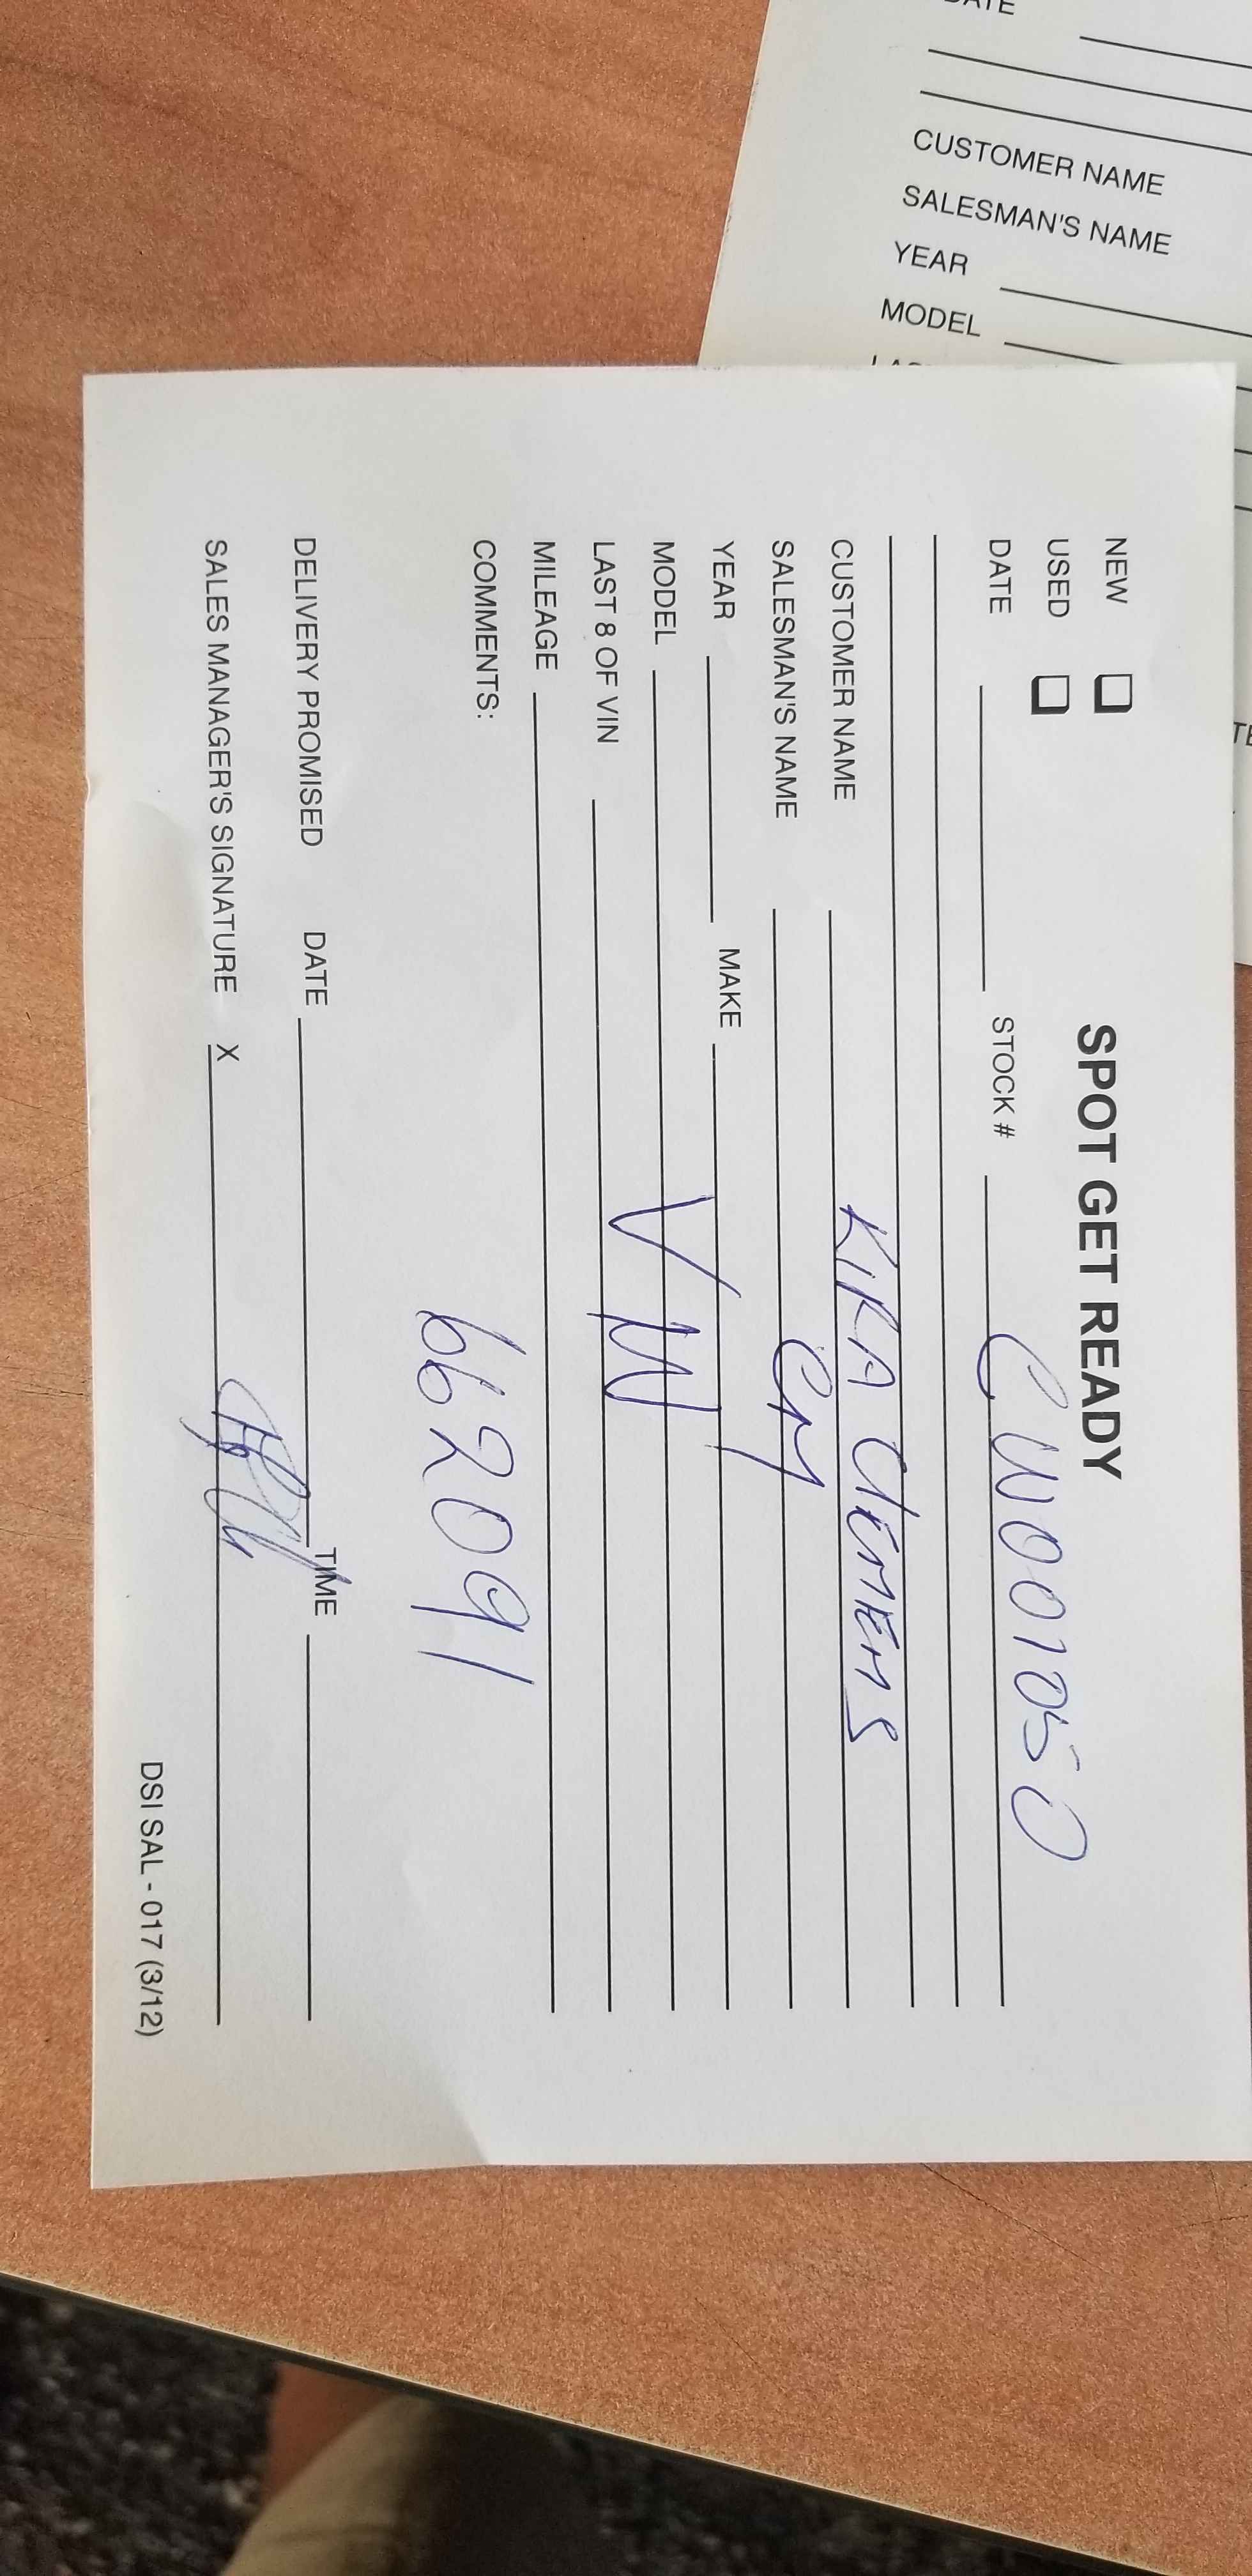 DATE
CUSTOMER NAME
SALESMAN'S NAME
YEAR
MODEL
SPOT GET READY
NEW
USED
DATE STOCK # CW001050
CUSTOMER NAME KIRA CLEMENS
SALESMAN'S NAME
YEAR MAKE
MODEL VW
LAST 8 OF VIN
MILEAGE
COMMENTS: 662091
DELIVERY PROMISED DATE TIME
SALES MANAGER'S SIGNATURE X
DSI SAL - 017 (3/12)